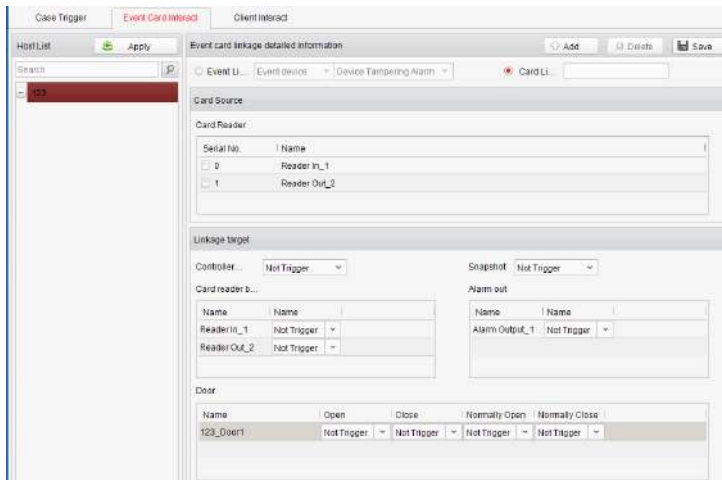 Case Trigger Event Card Interact Client Interact
Host List Apply Event card linkage detailed information Add Delete Save
Search Event Li... Event device Device Tampering Alarm Card Li...
123
Card Source
Card Reader
Serial No. Name
0 Reader In_1
1 Reader Out_2
Linkage target
Controller... Not Trigger Snapshot Not Trigger
Card reader b... Alarm out
Name Name Name Name
Reader In_1 Not Trigger Alarm Output_1 Not Trigger
Reader Out_2 Not Trigger
Door
Name Open Close Normally Open Normally Close
123_Door1 Not Trigger Not Trigger Not Trigger Not Trigger